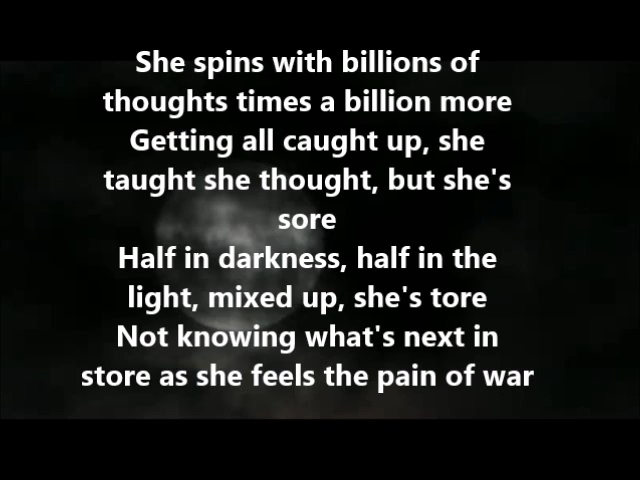 She spins with billions of
thoughts times a billion more
Getting all caught up, she
taught she thought, but she's
sore
Half in darkness, half in the
light, mixed up, she's tore
Not knowing what's next in
store as she feels the pain of war